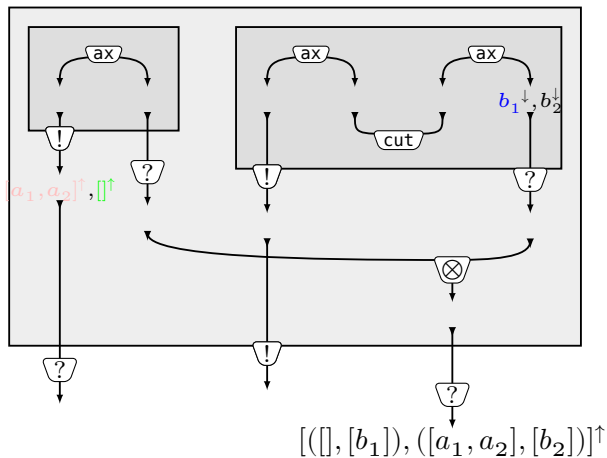 ax ax ax
b₁↓, b₂↓
! cut
? ! ?
[a₁, a₂]↑, []↑
⊗
? !
?
[([], [b₁]), ([a₁, a₂], [b₂])]↑